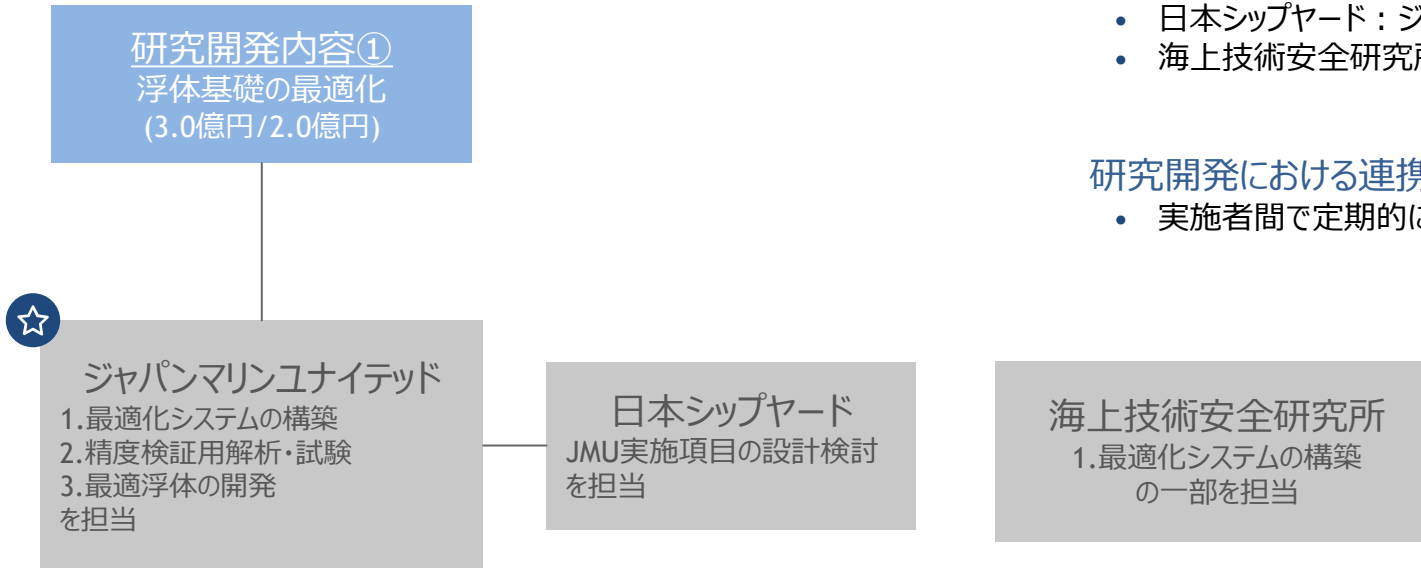 研究開発内容①
浮体基礎の最適化
(3.0億円/2.0億円)
• 日本シップヤード：ジ
• 海上技術安全研究所
研究開発における連携
• 実施者間で定期的に
ジャパンマリンユナイテッド
1.最適化システムの構築
2.精度検証用解析・試験
3.最適浮体の開発
を担当
日本シップヤード
JMU実施項目の設計検討
を担当
海上技術安全研究所
1.最適化システムの構築
の一部を担当